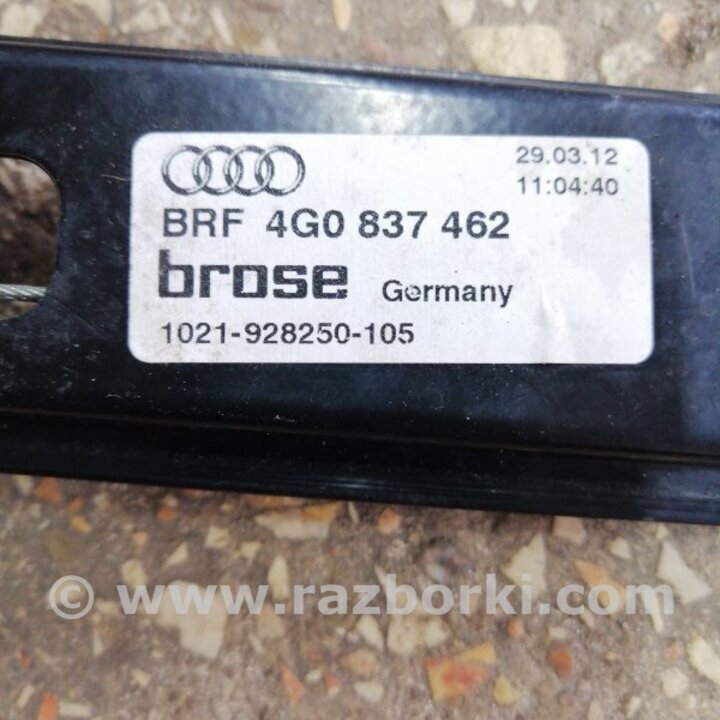 29.03.12
11:04:40
BRF 4G0 837 462
brose Germany
1021-928250-105
© www.razborki.com